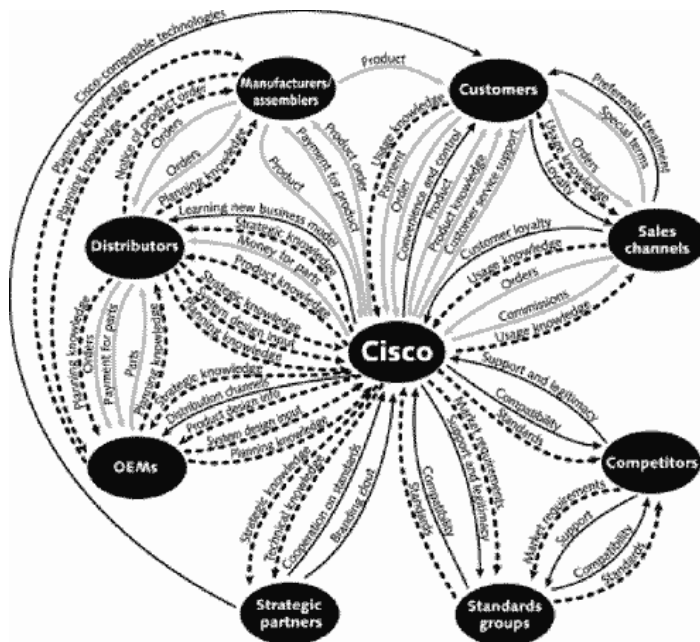 Cisco-compatible technologies
Planning knowledge
Planning knowledge
Notice of product order
Orders
Orders
Planning knowledge
Manufacturers/
assemblers
Product
Customers
Product
Payment for product
Product order
Usage knowledge
Payment
Order
Convenience and control
Product
Product knowledge
Customer service support
Preferential treatment
Special terms
Orders
Usage knowledge
Loyalty
Sales
channels
Distributors
Learning new business model
Strategic knowledge
Money for parts
Product knowledge
Strategic knowledge
System design input
Planning knowledge
Customer loyalty
Usage knowledge
Orders
Commissions
Usage knowledge
Cisco
Planning knowledge
Orders
Payment for parts
Parts
Planning knowledge
OEMs
Strategic knowledge
Distribution channels
Product design info
System design input
Planning knowledge
Support and legitimacy
Compatibility
Standards
Competitors
Strategic knowledge
Technical knowledge
Cooperation on standards
Branding clout
Standards
Compatibility
Support and legitimacy
Market requirements
Market requirements
Support
Compatibility
Standards
Strategic
partners
Standards
groups